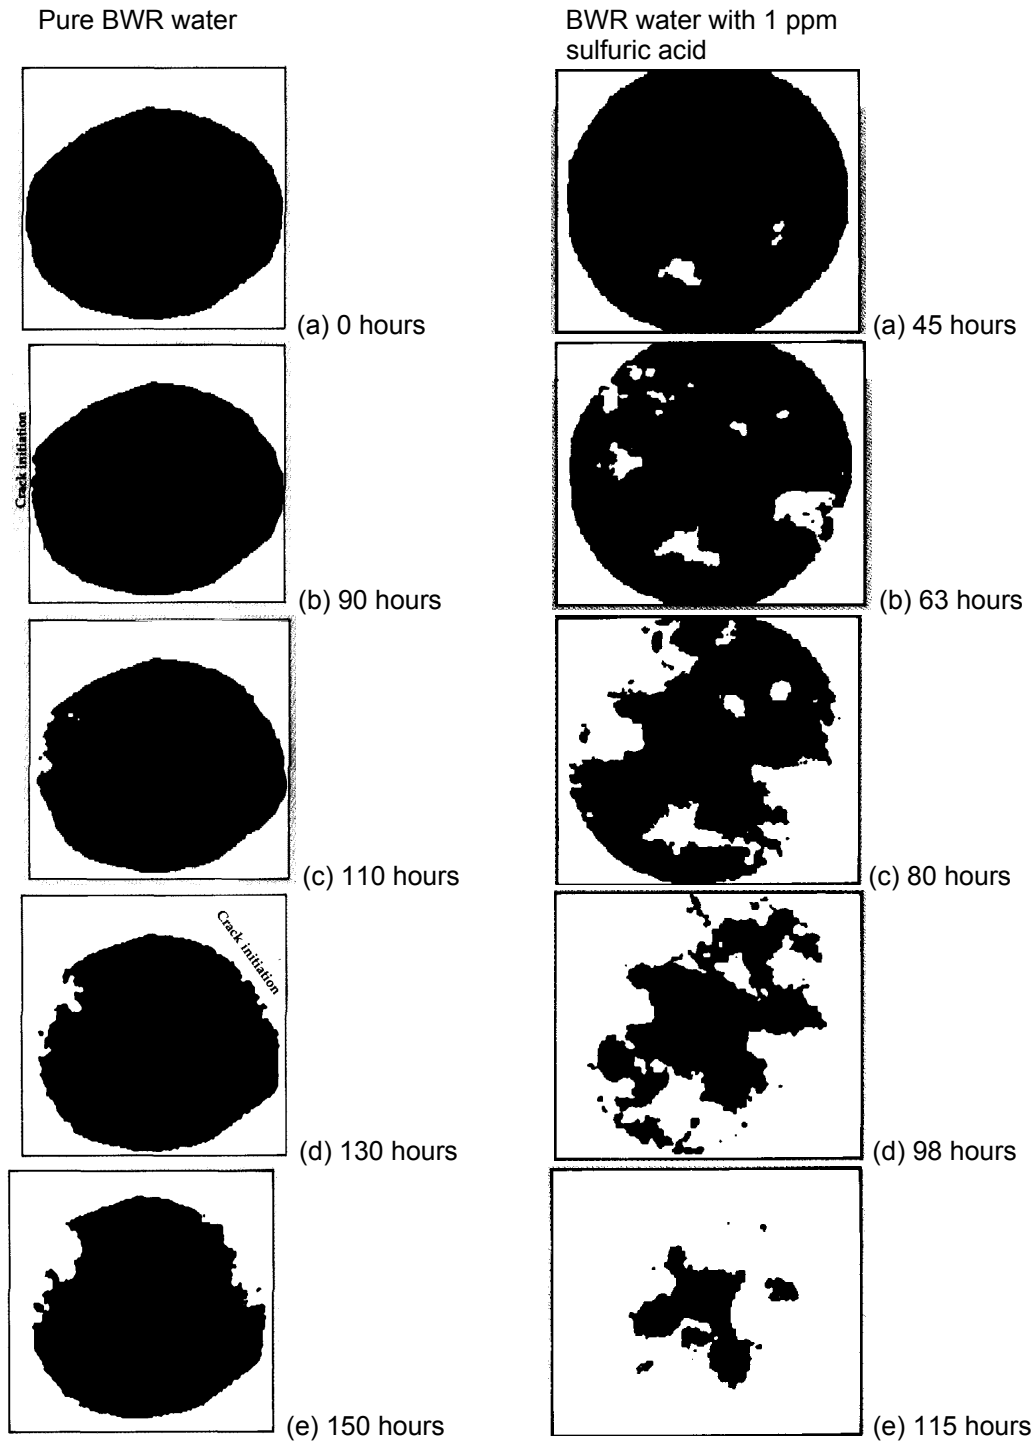 Pure BWR water
BWR water with 1 ppm
sulfuric acid
(a) 0 hours
(a) 45 hours
Crack initiation
(b) 90 hours
(b) 63 hours
(c) 110 hours
(c) 80 hours
Crack initiation
(d) 130 hours
(d) 98 hours
(e) 150 hours
(e) 115 hours